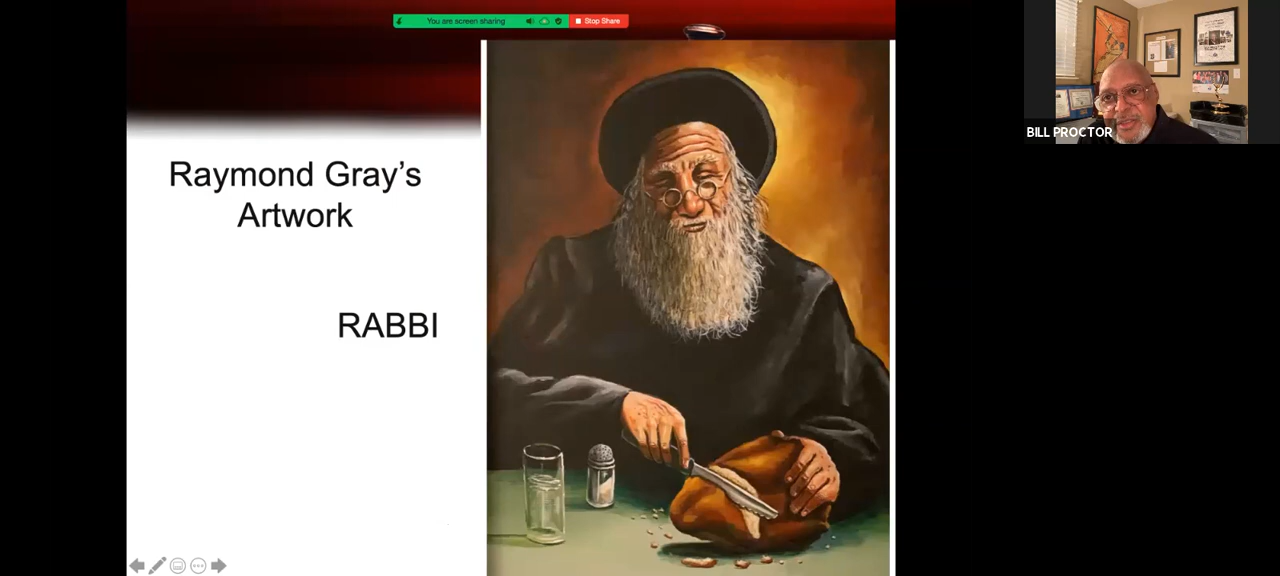 You are screen sharing
Stop Share
Raymond Gray’s
Artwork
RABBI
BILL PROCTOR